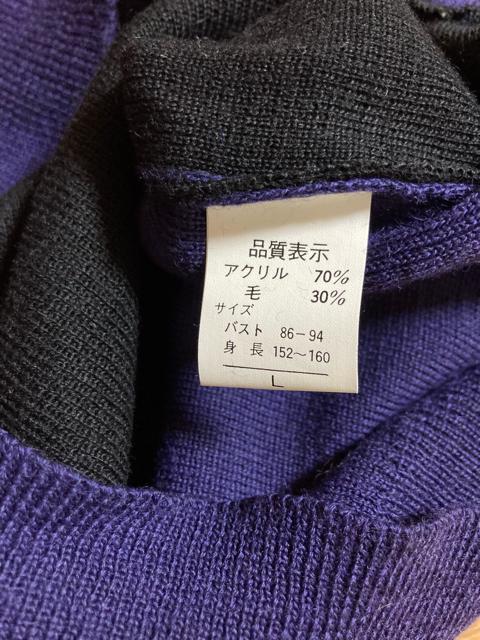 品質表示
アクリル 70%
毛 30%
サイズ
バスト 86-94
身長 152~160
L